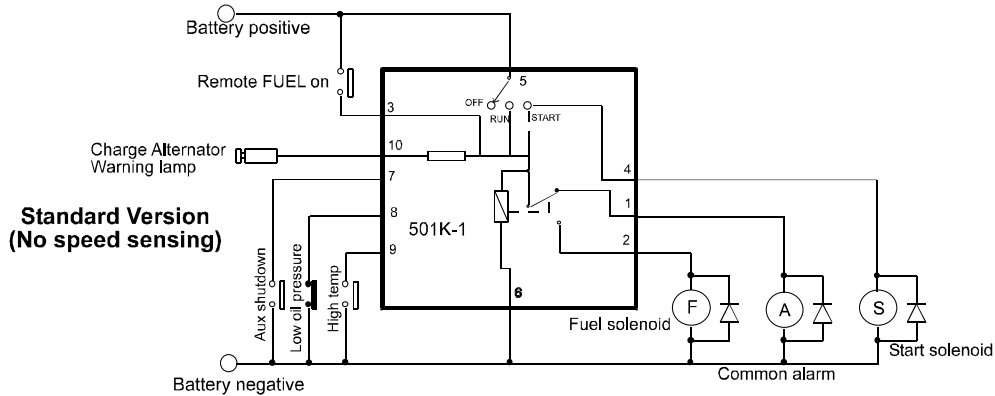 Battery positive
Remote FUEL on
5
OFF
RUN
START
3
10
Charge Alternator
Warning lamp
7
4
Standard Version
(No speed sensing)
8
1
501K-1
9
2
Aux shutdown
Low oil pressure
High temp
6
F
A
S
Fuel solenoid
Start solenoid
Common alarm
Battery negative